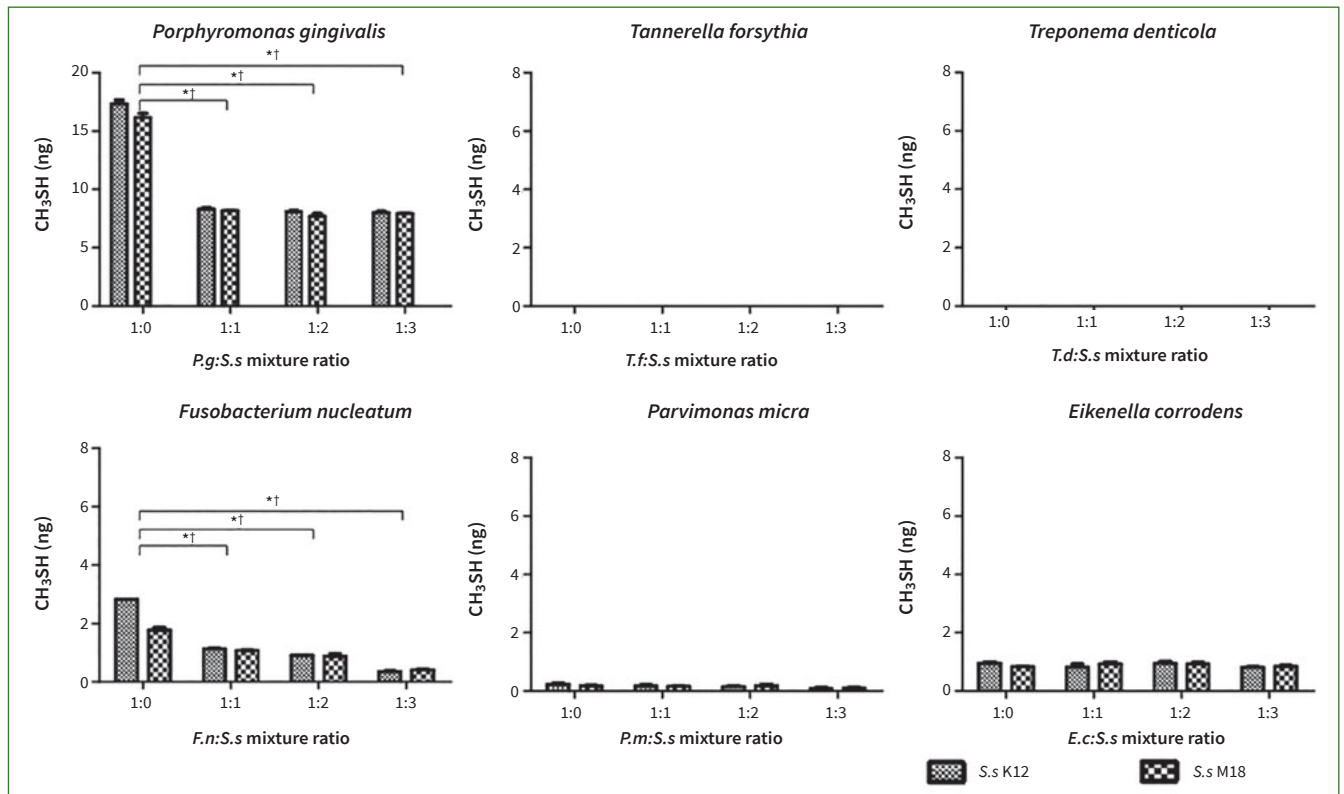 Porphyromonas gingivalis
CH₃SH (ng)
20
15
10
5
0
*†
*†
*†
1:0 1:1 1:2 1:3
P.g:S.s mixture ratio
Tannerella forsythia
CH₃SH (ng)
8
6
4
2
0
1:0 1:1 1:2 1:3
T.f:S.s mixture ratio
Treponema denticola
CH₃SH (ng)
8
6
4
2
0
1:0 1:1 1:2 1:3
T.d:S.s mixture ratio
Fusobacterium nucleatum
CH₃SH (ng)
8
6
4
2
0
*†
*†
*†
1:0 1:1 1:2 1:3
F.n:S.s mixture ratio
Parvimonas micra
CH₃SH (ng)
8
6
4
2
0
1:0 1:1 1:2 1:3
P.m:S.s mixture ratio
Eikenella corrodens
CH₃SH (ng)
8
6
4
2
0
1:0 1:1 1:2 1:3
E.c:S.s mixture ratio
S.s K12 S.s M18